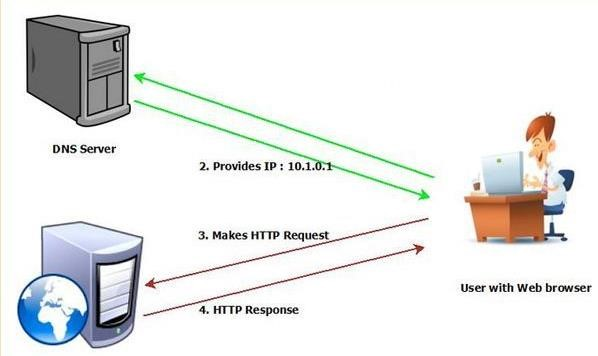 DNS Server
2. Provides IP : 10.1.0.1
3. Makes HTTP Request
User with Web browser
4. HTTP Response